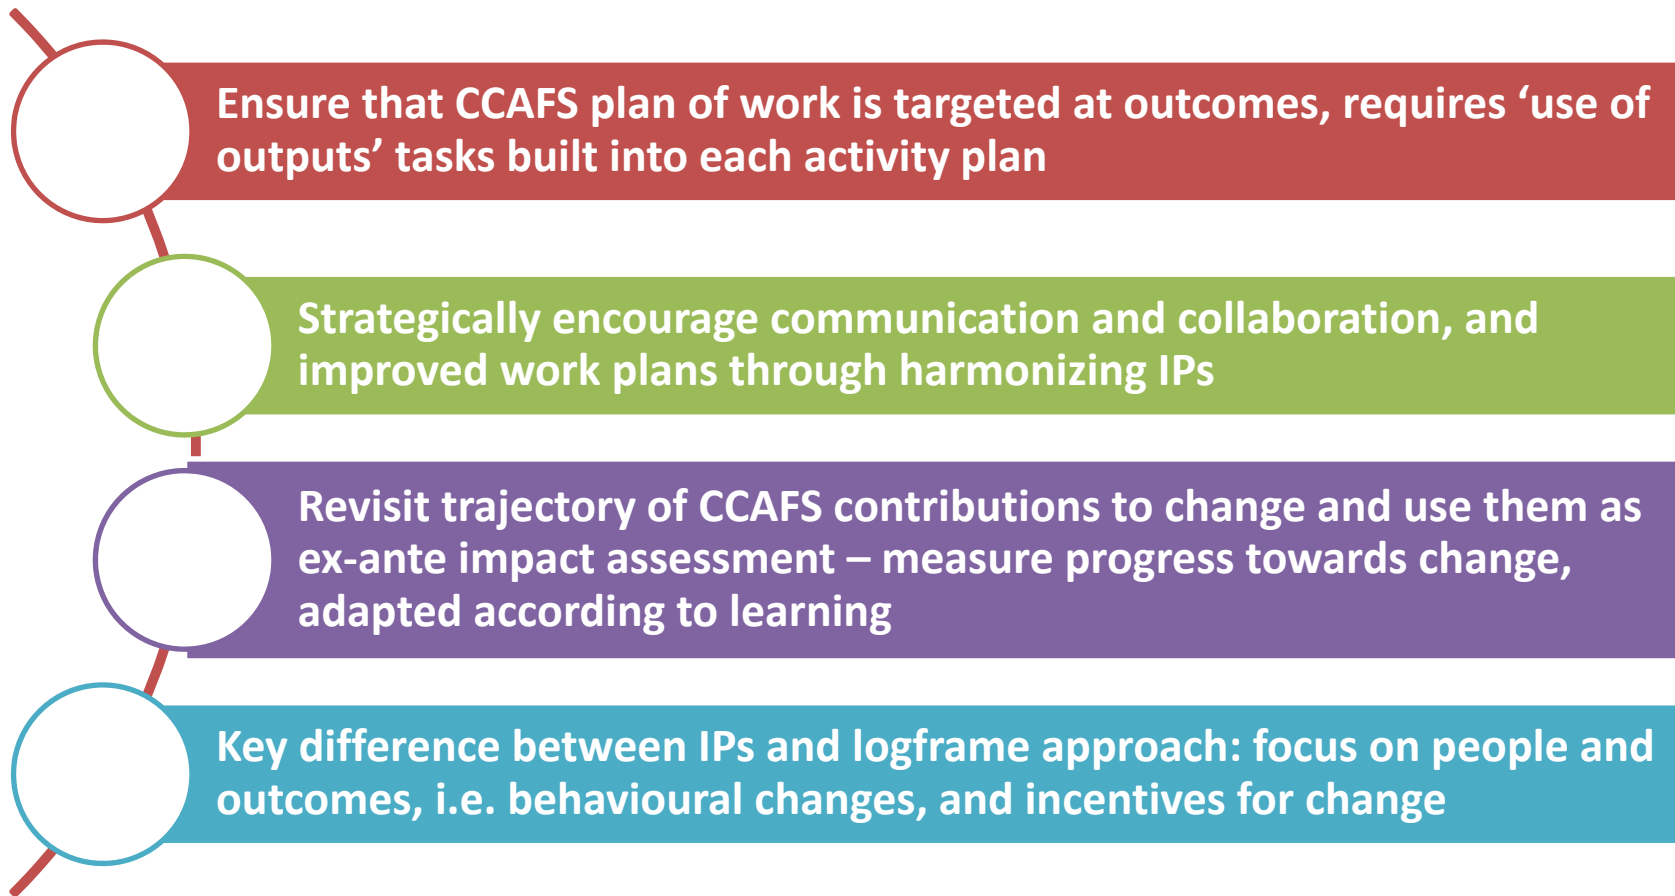 Ensure that CCAFS plan of work is targeted at outcomes, requires ‘use of
outputs’ tasks built into each activity plan
Strategically encourage communication and collaboration, and
improved work plans through harmonizing IPs
Revisit trajectory of CCAFS contributions to change and use them as
ex-ante impact assessment – measure progress towards change,
adapted according to learning
Key difference between IPs and logframe approach: focus on people and
outcomes, i.e. behavioural changes, and incentives for change